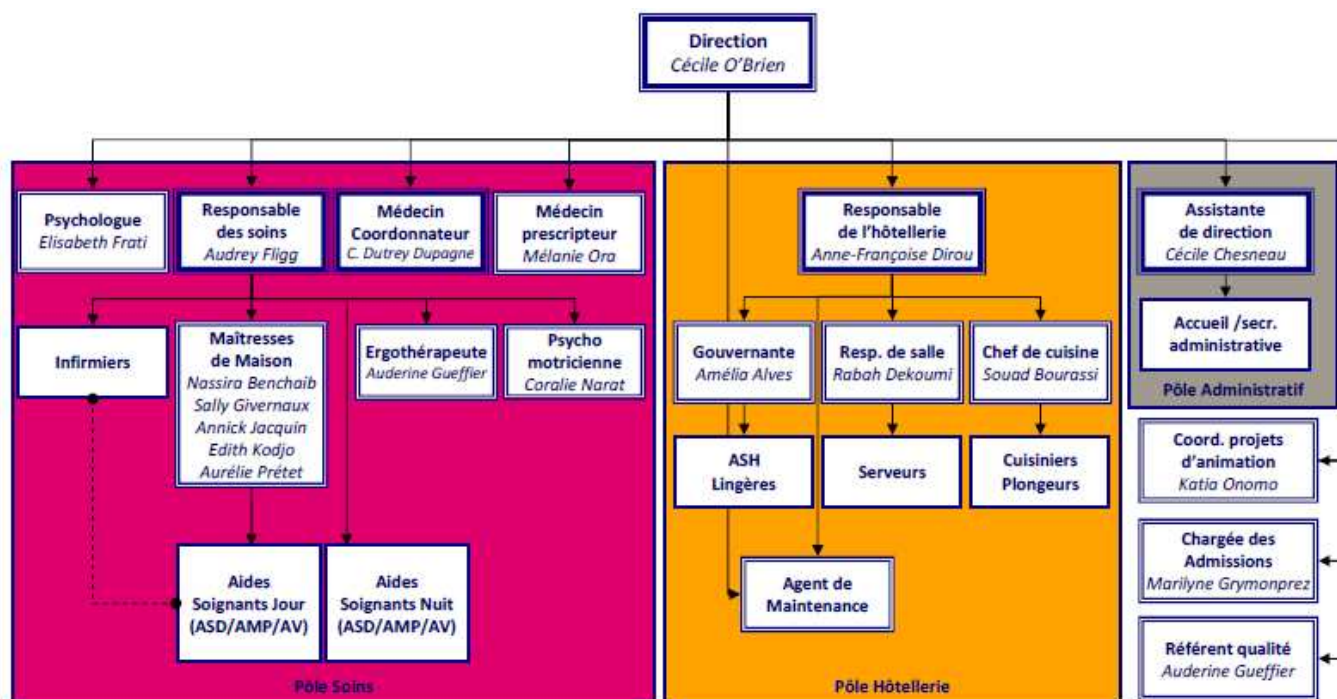 Direction
Cécile O'Brien
Psychologue
Elisabeth Frati
Responsable
des soins
Audrey Fligg
Médecin
Coordonnateur
C. Dutrey Dupagne
Médecin
prescripteur
Mélanie Ora
Responsable
de l'hôtellerie
Anne-Françoise Dirou
Assistante
de direction
Cécile Chesneau
Infirmiers
Maîtresses
de Maison
Nassira Benchaib
Sally Givernaux
Annick Jacquin
Edith Kodjo
Aurélie Prétet
Ergothérapeute
Auderine Gueffier
Psycho
motricienne
Coralie Narat
Gouvernante
Amélia Alves
Resp. de salle
Rabah Dekoumi
Chef de cuisine
Souad Bourassi
Accueil /secr.
administrative
Pôle Administratif
ASH
Lingères
Serveurs
Cuisiniers
Plongeurs
Coord. projets
d'animation
Katia Onomo
Aides
Soignants Jour
(ASD/AMP/AV)
Aides
Soignants Nuit
(ASD/AMP/AV)
Agent de
Maintenance
Chargée des
Admissions
Marilyne Grymonprez
Référent qualité
Auderine Gueffier
Pôle Soins
Pôle Hôtellerie